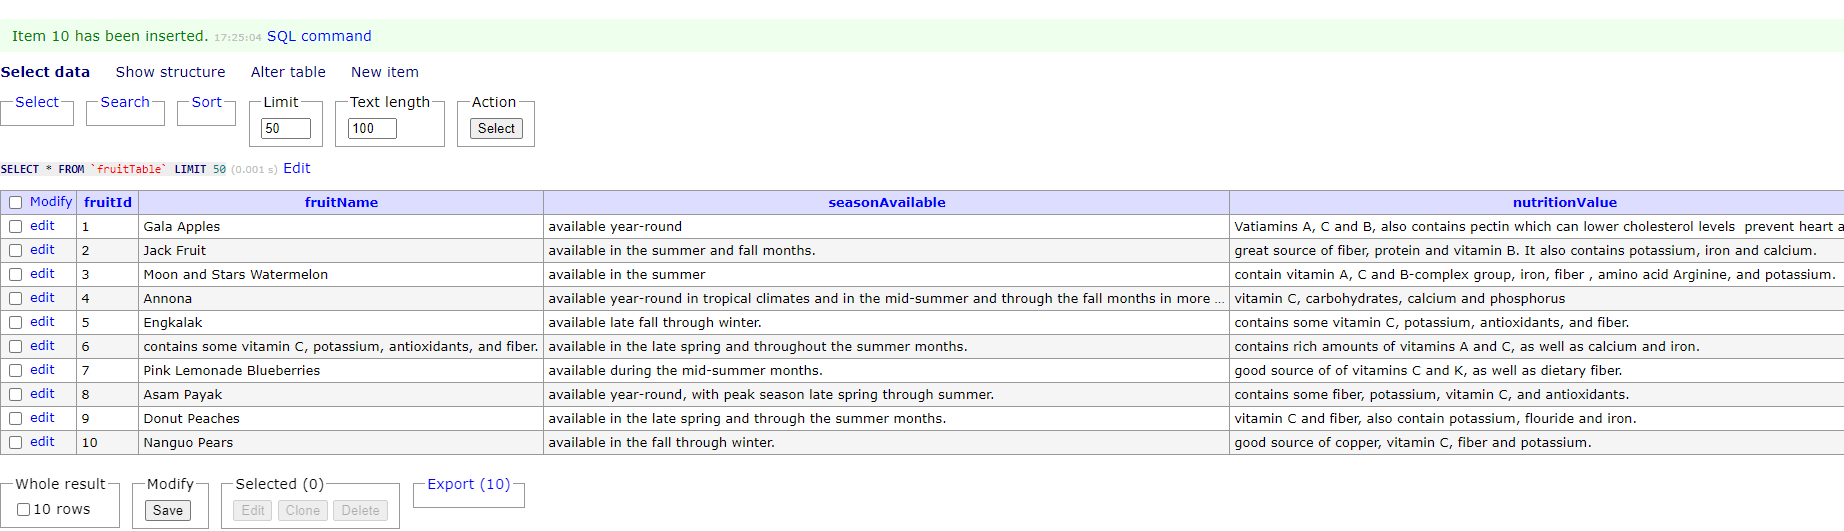 Item 10 has been inserted. 17:25:04 SQL command
Select data Show structure Alter table New item
Select Search Sort Limit Text length Action
50 100 Select
SELECT * FROM `fruitTable` LIMIT 50 (0.001 s) Edit
Modify fruitId fruitName seasonAvailable nutritionValue
edit 1 Gala Apples available year-round Vatiamins A, C and B, also contains pectin which can lower cholesterol levels prevent heart a
edit 2 Jack Fruit available in the summer and fall months. great source of fiber, protein and vitamin B. It also contains potassium, iron and calcium.
edit 3 Moon and Stars Watermelon available in the summer contain vitamin A, C and B-complex group, iron, fiber , amino acid Arginine, and potassium.
edit 4 Annona available year-round in tropical climates and in the mid-summer and through the fall months in more ... vitamin C, carbohydrates, calcium and phosphorus
edit 5 Engkalak available late fall through winter. contains some vitamin C, potassium, antioxidants, and fiber.
edit 6 contains some vitamin C, potassium, antioxidants, and fiber. available in the late spring and throughout the summer months. contains rich amounts of vitamins A and C, as well as calcium and iron.
edit 7 Pink Lemonade Blueberries available during the mid-summer months. good source of of vitamins C and K, as well as dietary fiber.
edit 8 Asam Payak available year-round, with peak season late spring through summer. contains some fiber, potassium, vitamin C, and antioxidants.
edit 9 Donut Peaches available in the late spring and through the summer months. vitamin C and fiber, also contain potassium, flouride and iron.
edit 10 Nanguo Pears available in the fall through winter. good source of copper, vitamin C, fiber and potassium.
Whole result Modify Selected (0) Export (10)
10 rows Save Edit Clone Delete